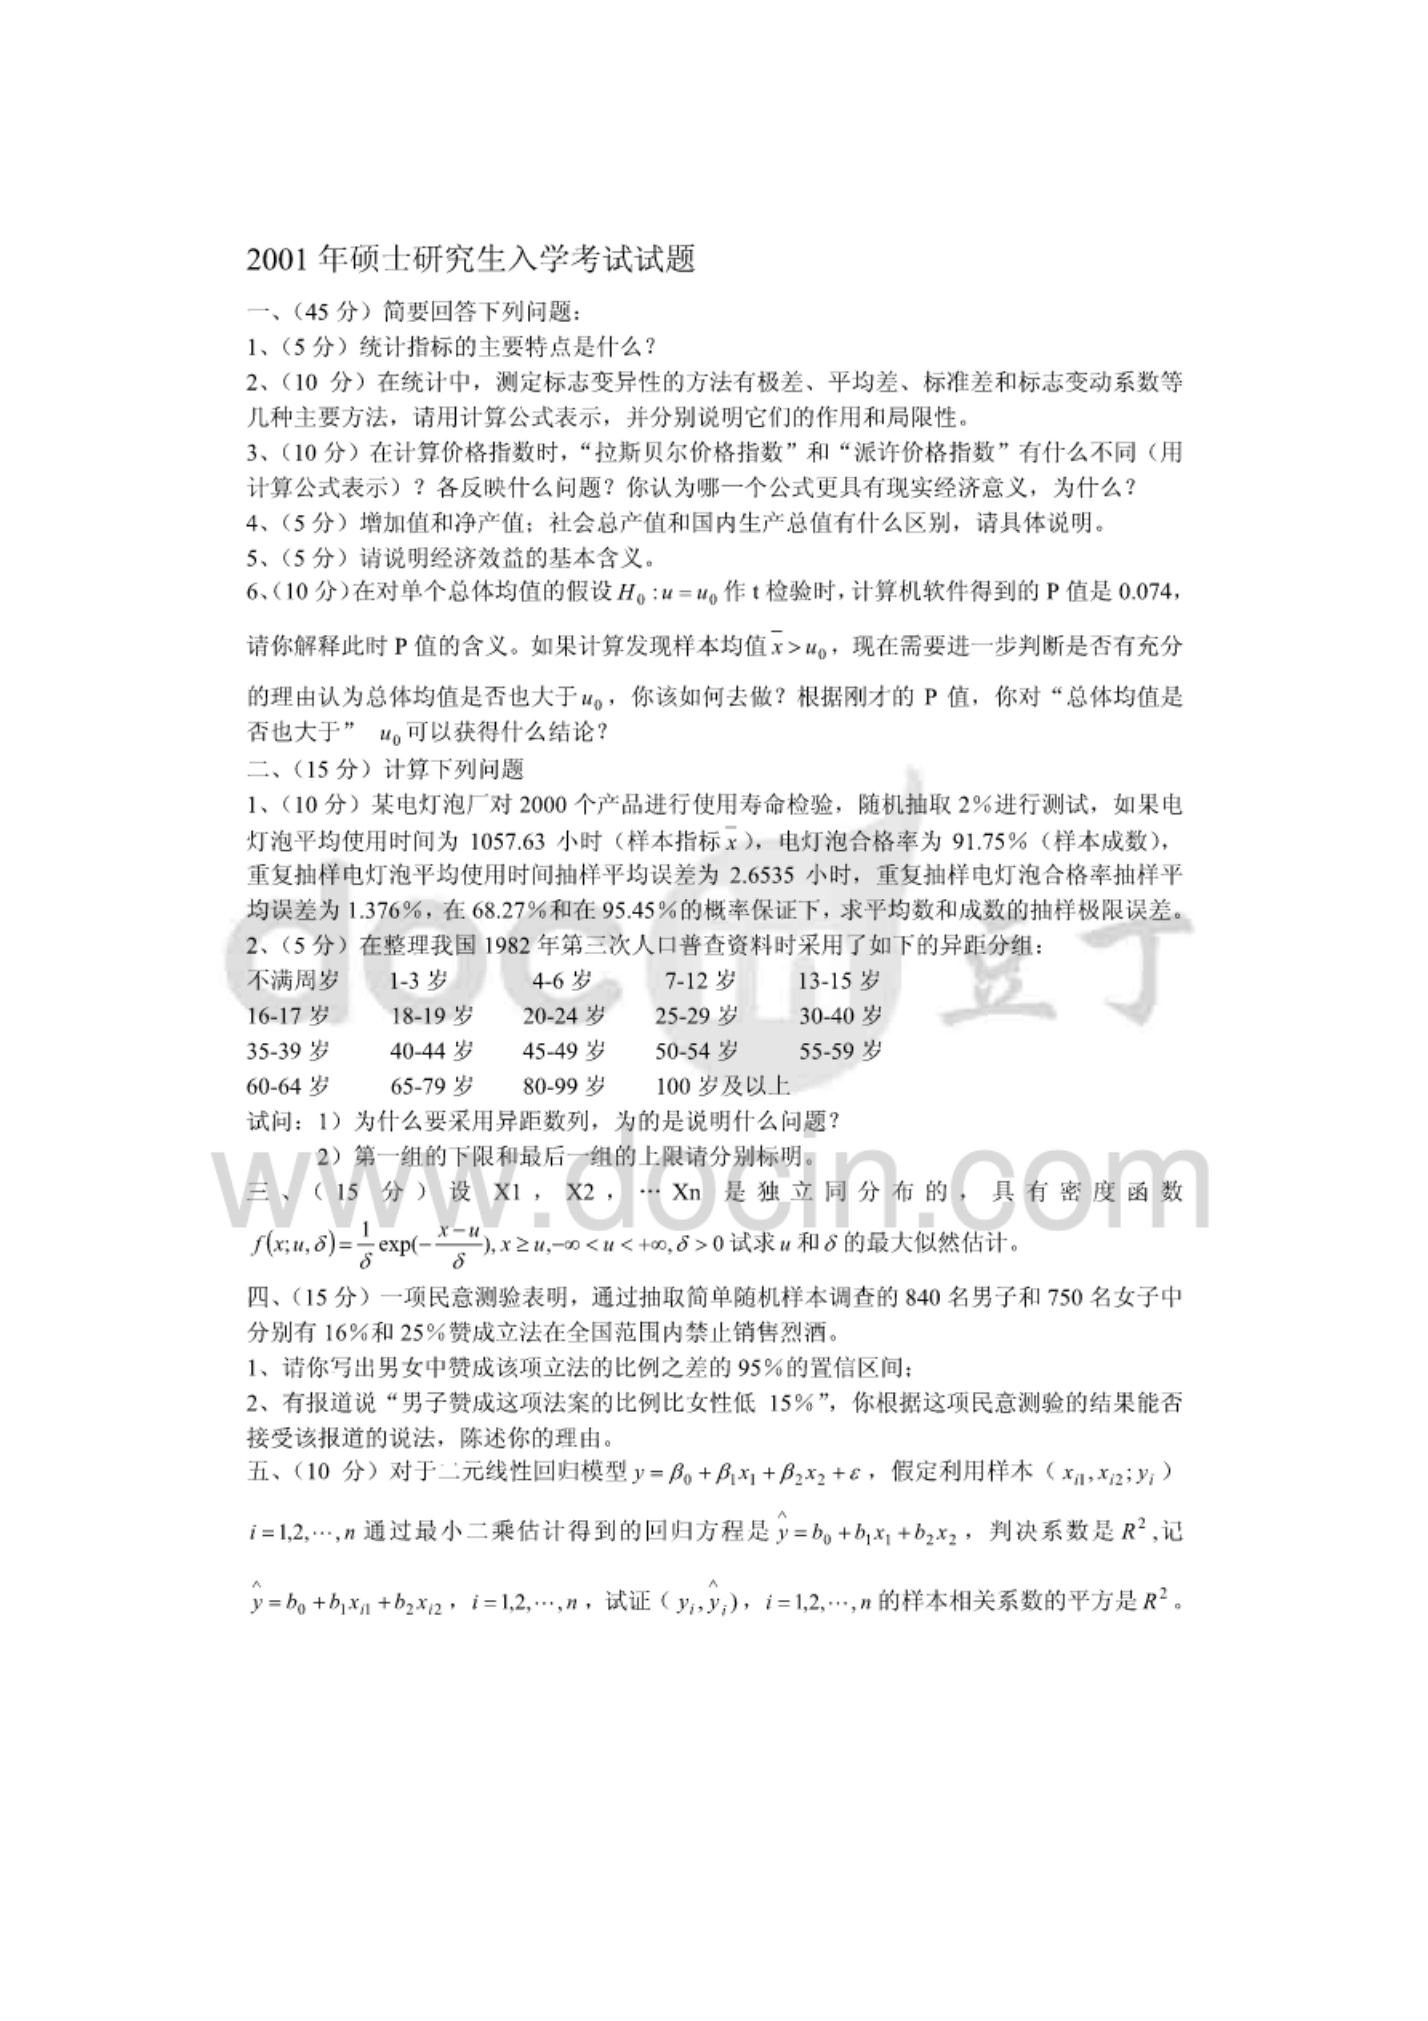 2001 年硕士研究生入学考试试题
一、（45 分）简要回答下列问题：
1、（5 分）统计指标的主要特点是什么？
2、（10 分）在统计中，测定标志变异性的方法有极差、平均差、标准差和标志变动系数等
几种主要方法，请用计算公式表示，并分别说明它们的作用和局限性。
3、（10 分）在计算价格指数时，“拉斯贝尔价格指数”和“派许价格指数”有什么不同（用
计算公式表示）？各反映什么问题？你认为哪一个公式更具有现实经济意义，为什么？
4、（5 分）增加值和净产值；社会总产值和国内生产总值有什么区别，请具体说明。
5、（5 分）请说明经济效益的基本含义。
6、（10 分）在对单个总体均值的假设 H₀ : u = u₀ 作 t 检验时，计算机软件得到的 P 值是 0.074，
请你解释此时 P 值的含义。如果计算发现样本均值 x̄ > u₀，现在需要进一步判断是否有充分
的理由认为总体均值是否也大于 u₀，你该如何去做？根据刚才的 P 值，你对“总体均值是
否也大于” u₀ 可以获得什么结论？
二、（15 分）计算下列问题
1、（10 分）某电灯泡厂对 2000 个产品进行使用寿命检验，随机抽取 2％进行测试，如果电
灯泡平均使用时间为 1057.63 小时（样本指标 x̄），电灯泡合格率为 91.75％（样本成数），
重复抽样电灯泡平均使用时间抽样平均误差为 2.6535 小时，重复抽样电灯泡合格率抽样平
均误差为 1.376％，在 68.27％和在 95.45％的概率保证下，求平均数和成数的抽样极限误差。
2、（5 分）在整理我国 1982 年第三次人口普查资料时采用了如下的异距分组：
不满周岁 1-3 岁 4-6 岁 7-12 岁 13-15 岁
16-17 岁 18-19 岁 20-24 岁 25-29 岁 30-40 岁
35-39 岁 40-44 岁 45-49 岁 50-54 岁 55-59 岁
60-64 岁 65-79 岁 80-99 岁 100 岁及以上
试问：1）为什么要采用异距数列，为的是说明什么问题？
2）第一组的下限和最后一组的上限请分别标明。
三、（15 分）设 X1，X2，… Xn 是独立同分布的，具有密度函数
f(x;u,δ) = 1/δ exp(− (x−u)/δ), x ≥ u, −∞ < u < +∞, δ > 0 试求 u 和 δ 的最大似然估计。
四、（15 分）一项民意测验表明，通过抽取简单随机样本调查的 840 名男子和 750 名女子中
分别有 16％和 25％赞成立法在全国范围内禁止销售烈酒。
1、请你写出男女中赞成该项立法的比例之差的 95％的置信区间；
2、有报道说“男子赞成这项法案的比例比女性低 15％”，你根据这项民意测验的结果能否
接受该报道的说法，陈述你的理由。
五、（10 分）对于二元线性回归模型 y = β₀ + β₁x₁ + β₂x₂ + ε，假定利用样本（ xᵢ₁, xᵢ₂; yᵢ ）
i = 1,2,⋯,n 通过最小二乘估计得到的回归方程是 ŷ = b₀ + b₁x₁ + b₂x₂，判决系数是 R² ,记
ŷ = b₀ + b₁xᵢ₁ + b₂xᵢ₂，i = 1,2,⋯,n，试证（ yᵢ, ŷᵢ ），i = 1,2,⋯,n 的样本相关系数的平方是 R²。
docin 豆丁
www.docin.com